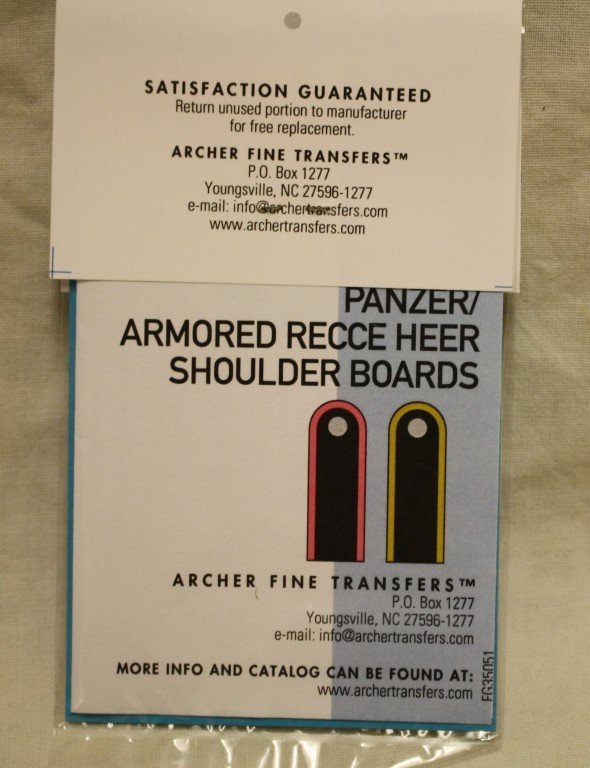 SATISFACTION GUARANTEED
Return unused portion to manufacturer
for free replacement.
ARCHER FINE TRANSFERS™
P.O. Box 1277
Youngsville, NC 27596-1277
e-mail: info@archertransfers.com
www.archertransfers.com
PANZER/
ARMORED RECCE HEER
SHOULDER BOARDS
ARCHER FINE TRANSFERS™
P.O. Box 1277
Youngsville, NC 27596-1277
e-mail: info@archertransfers.com
MORE INFO AND CATALOG CAN BE FOUND AT:
www.archertransfers.com
FG35051